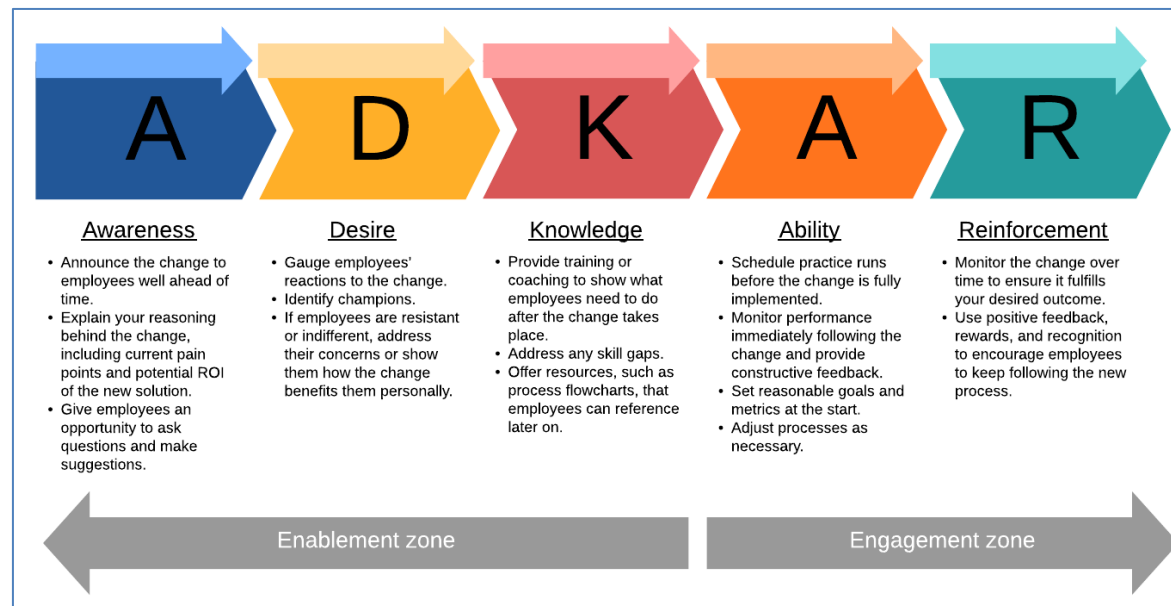 A
D
K
A
R
Awareness
• Announce the change to
employees well ahead of
time.
• Explain your reasoning
behind the change,
including current pain
points and potential ROI
of the new solution.
• Give employees an
opportunity to ask
questions and make
suggestions.
Desire
• Gauge employees'
reactions to the change.
• Identify champions.
• If employees are resistant
or indifferent, address
their concerns or show
them how the change
benefits them personally.
Knowledge
• Provide training or
coaching to show what
employees need to do
after the change takes
place.
• Address any skill gaps.
• Offer resources, such as
process flowcharts, that
employees can reference
later on.
Ability
• Schedule practice runs
before the change is fully
implemented.
• Monitor performance
immediately following the
change and provide
constructive feedback.
• Set reasonable goals and
metrics at the start.
• Adjust processes as
necessary.
Reinforcement
• Monitor the change over
time to ensure it fulfills
your desired outcome.
• Use positive feedback,
rewards, and recognition
to encourage employees
to keep following the new
process.
Enablement zone
Engagement zone